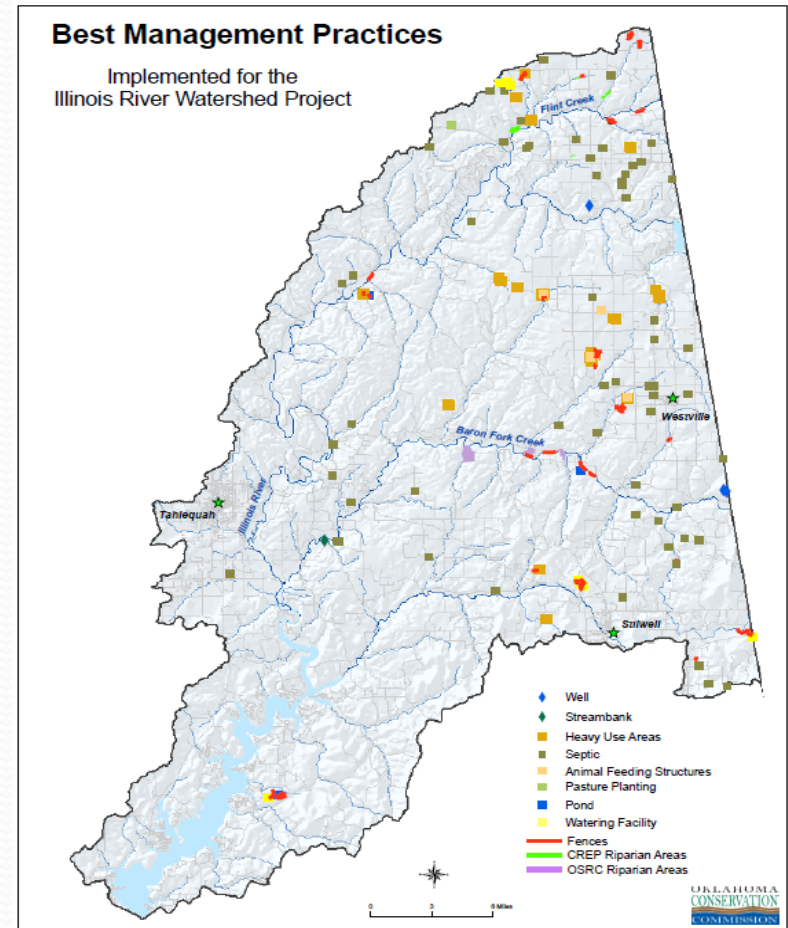 Best Management Practices
Implemented for the
Illinois River Watershed Project
Flint Creek
Westville
Baron Fork Creek
Illinois River
Tahlequah
Stilwell
Well
Streambank
Heavy Use Areas
Septic
Animal Feeding Structures
Pasture Planting
Pond
Watering Facility
Fences
CREP Riparian Areas
OSRC Riparian Areas
0 3 6 Miles
OKLAHOMA
CONSERVATION
COMMISSION